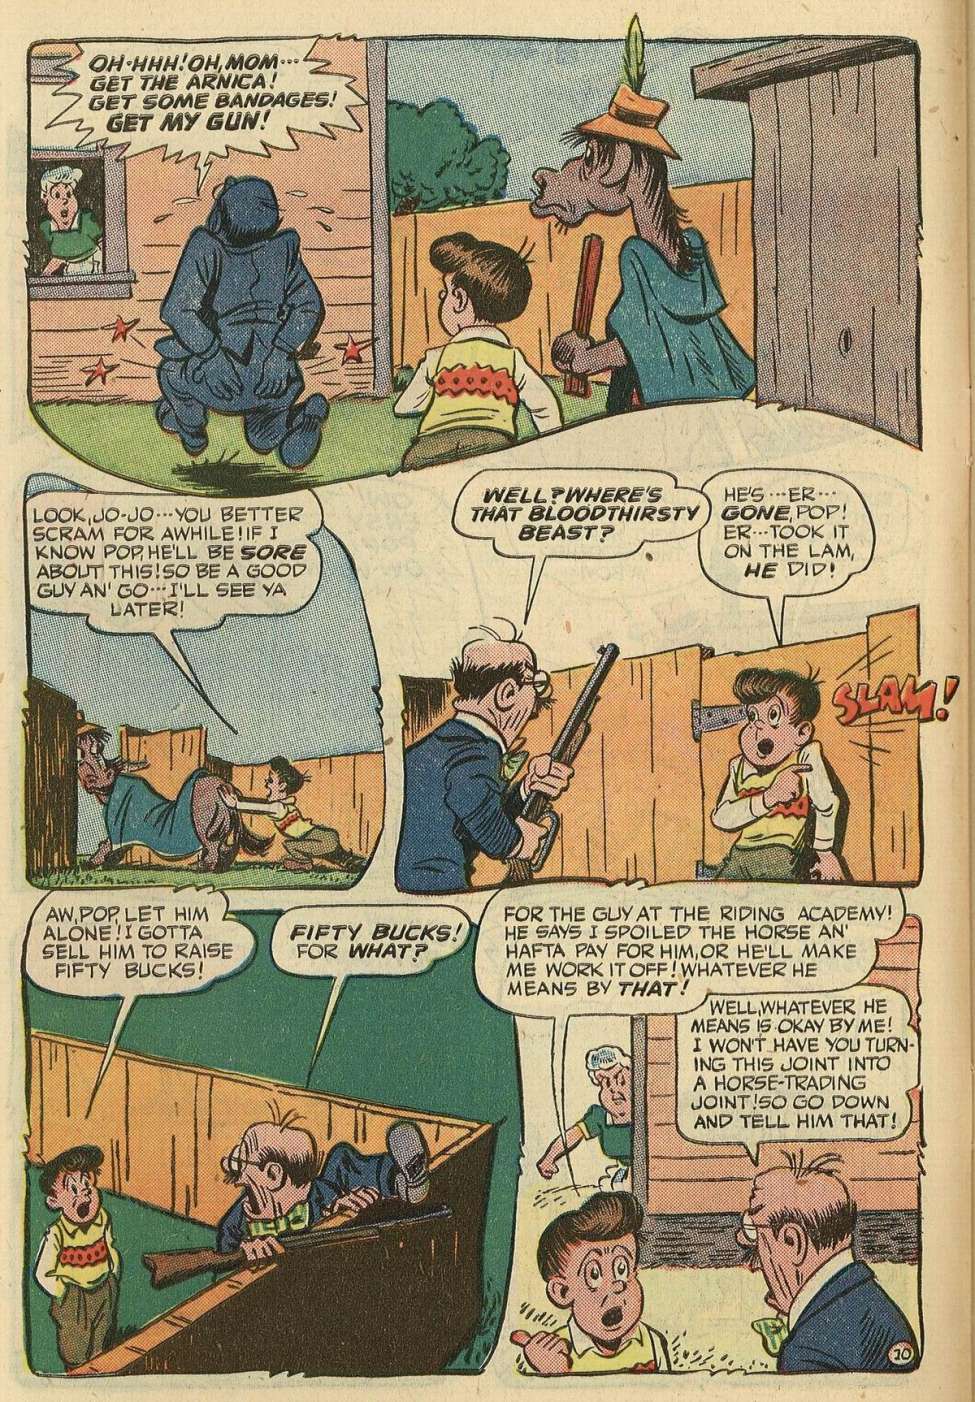 OH-HHH! OH, MOM---
GET THE ARNICA!
GET SOME BANDAGES!
GET MY GUN!
LOOK, JO-JO---YOU BETTER
SCRAM FOR AWHILE! IF I
KNOW POP, HE'LL BE SORE
ABOUT THIS! SO BE A GOOD
GUY AN' GO---I'LL SEE YA
LATER!
WELL? WHERE'S
THAT BLOODTHIRSTY
BEAST?
HE'S---ER---
GONE, POP!
ER---TOOK IT
ON THE LAM,
HE DID!
SLAM!
AW, POP, LET HIM
ALONE! I GOTTA
SELL HIM TO RAISE
FIFTY BUCKS!
FIFTY BUCKS!
FOR WHAT?
FOR THE GUY AT THE RIDING ACADEMY!
HE SAYS I SPOILED THE HORSE AN'
HAFTA PAY FOR HIM, OR HE'LL MAKE
ME WORK IT OFF! WHATEVER HE
MEANS BY THAT!
WELL, WHATEVER HE
MEANS IS OKAY BY ME!
I WON'T HAVE YOU TURN-
ING THIS JOINT INTO
A HORSE-TRADING
JOINT! SO GO DOWN
AND TELL HIM THAT!
10